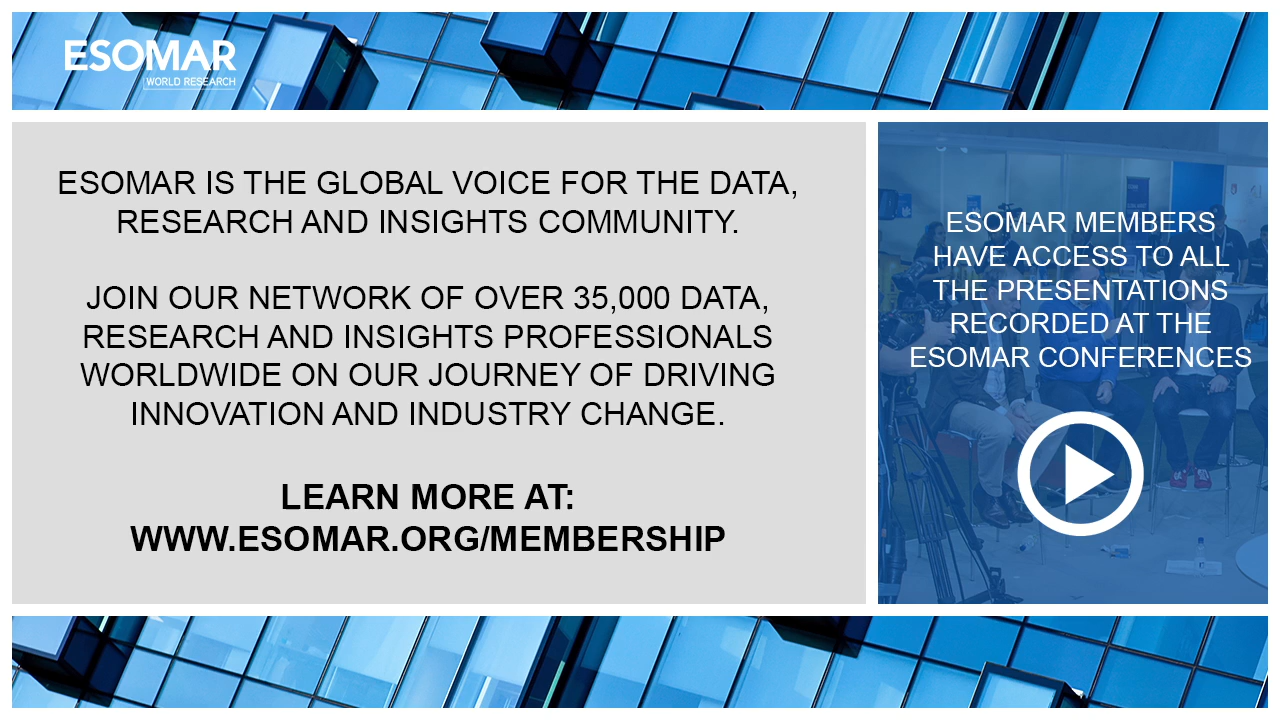 ESOMAR
WORLD RESEARCH
ESOMAR IS THE GLOBAL VOICE FOR THE DATA,
RESEARCH AND INSIGHTS COMMUNITY.
JOIN OUR NETWORK OF OVER 35,000 DATA,
RESEARCH AND INSIGHTS PROFESSIONALS
WORLDWIDE ON OUR JOURNEY OF DRIVING
INNOVATION AND INDUSTRY CHANGE.
LEARN MORE AT:
WWW.ESOMAR.ORG/MEMBERSHIP
ESOMAR MEMBERS
HAVE ACCESS TO ALL
THE PRESENTATIONS
RECORDED AT THE
ESOMAR CONFERENCES